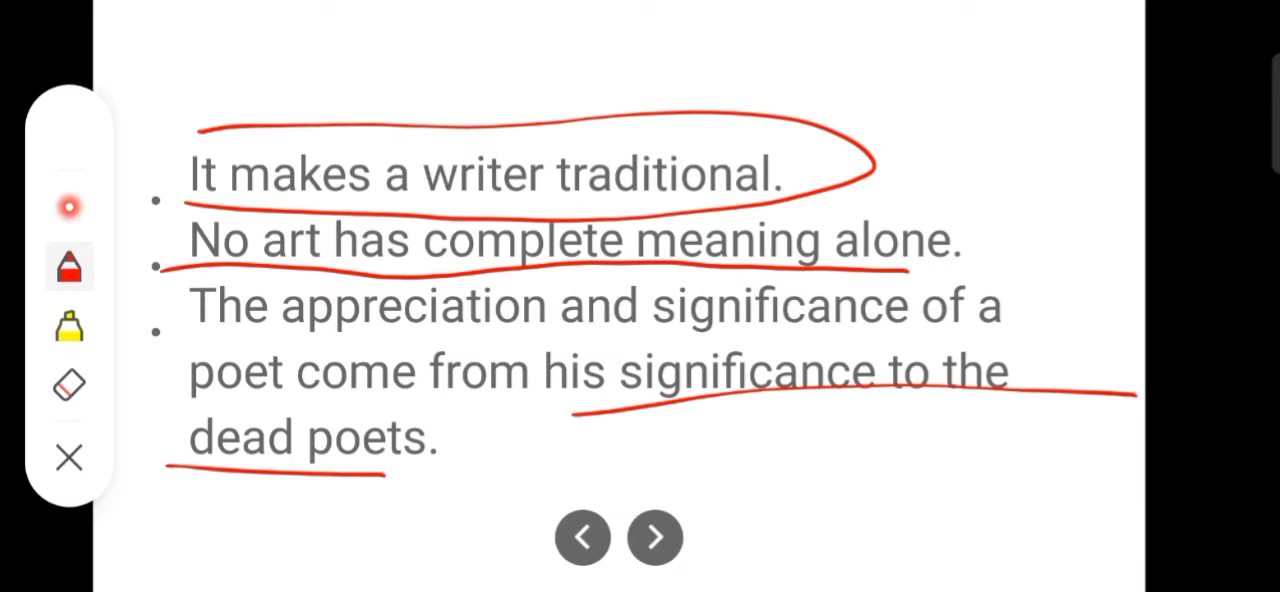 It makes a writer traditional.
No art has complete meaning alone.
The appreciation and significance of a
poet come from his significance to the
dead poets.